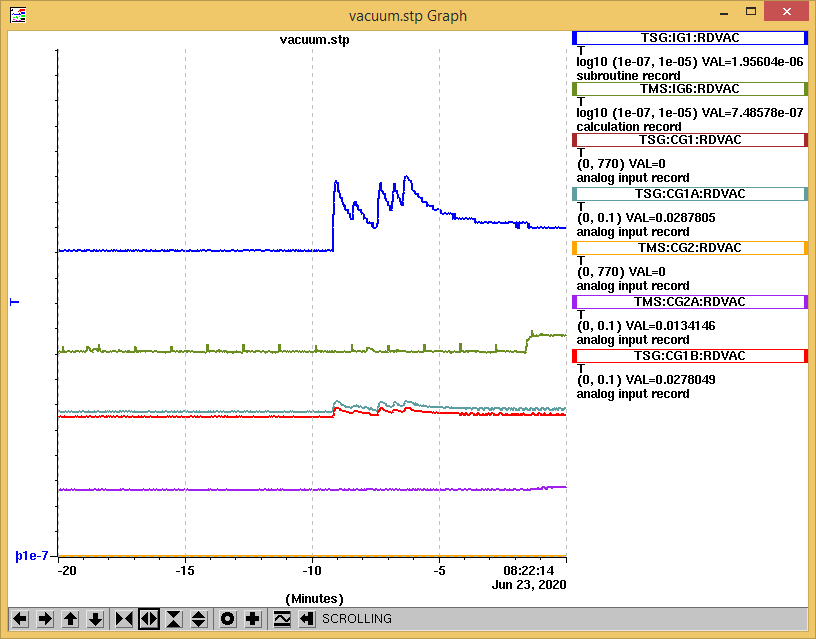 vacuum.stp Graph
vacuum.stp
T
1e-7
-20
-15
-10
-5
08:22:14
Jun 23, 2020
(Minutes)
TSG:IG1:RDVAC
T
log10 (1e-07, 1e-05) VAL=1.95604e-06
subroutine record
TMS:IG6:RDVAC
T
log10 (1e-07, 1e-05) VAL=7.48578e-07
calculation record
TSG:CG1:RDVAC
T
(0, 770) VAL=0
analog input record
TSG:CG1A:RDVAC
T
(0, 0.1) VAL=0.0287805
analog input record
TMS:CG2:RDVAC
T
(0, 770) VAL=0
analog input record
TMS:CG2A:RDVAC
T
(0, 0.1) VAL=0.0134146
analog input record
TSG:CG1B:RDVAC
T
(0, 0.1) VAL=0.0278049
analog input record
SCROLLING